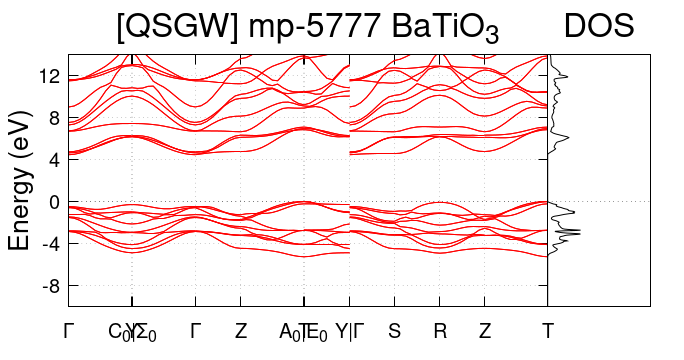 [QSGW] mp-5777 BaTiO₃ DOS
Energy (eV)
12
8
4
0
-4
-8
Γ C₀|Y Σ₀ Γ Z A₀ T|E₀ Y|Γ S R Z T